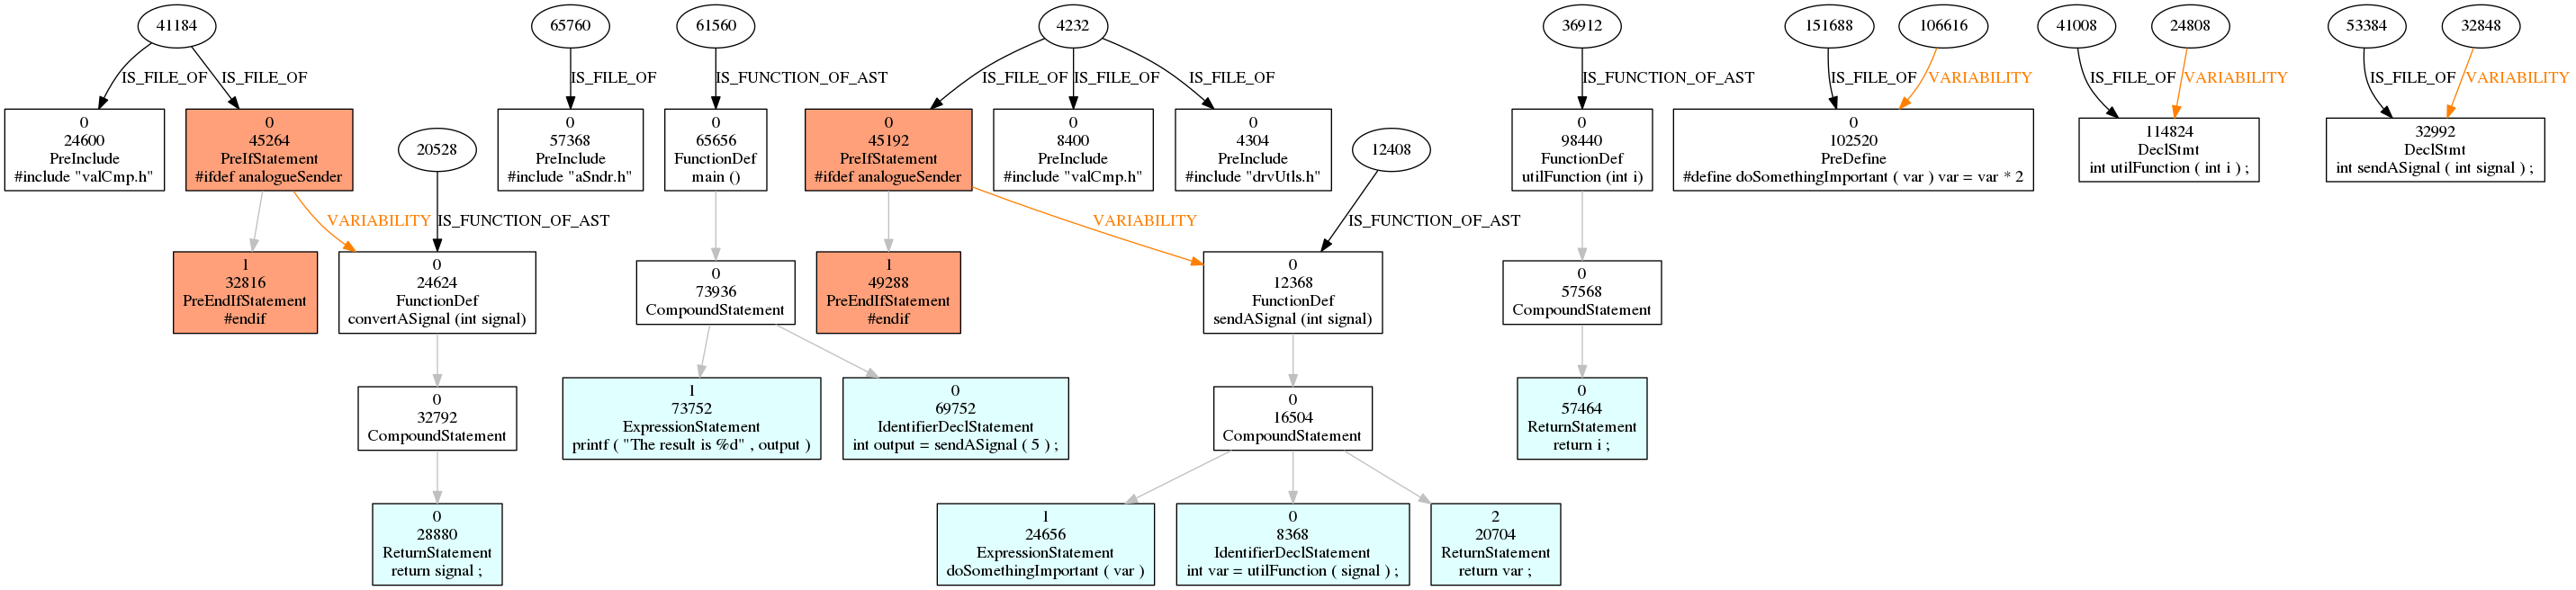 41184
65760
61560
4232
36912
151688
106616
41008
24808
53384
32848
IS_FILE_OF
IS_FILE_OF
IS_FILE_OF
IS_FUNCTION_OF_AST
IS_FILE_OF
IS_FILE_OF
IS_FILE_OF
IS_FUNCTION_OF_AST
IS_FILE_OF
VARIABILITY
IS_FILE_OF
VARIABILITY
IS_FILE_OF
VARIABILITY
0
24600
PreInclude
#include "valCmp.h"
0
45264
PreIfStatement
#ifdef analogueSender
20528
0
57368
PreInclude
#include "aSndr.h"
0
65656
FunctionDef
main ()
0
45192
PreIfStatement
#ifdef analogueSender
0
8400
PreInclude
#include "valCmp.h"
0
4304
PreInclude
#include "drvUtls.h"
12408
0
98440
FunctionDef
utilFunction (int i)
0
102520
PreDefine
#define doSomethingImportant ( var ) var = var * 2
114824
DeclStmt
int utilFunction ( int i ) ;
32992
DeclStmt
int sendASignal ( int signal ) ;
VARIABILITY
IS_FUNCTION_OF_AST
VARIABILITY
IS_FUNCTION_OF_AST
1
32816
PreEndIfStatement
#endif
0
24624
FunctionDef
convertASignal (int signal)
0
73936
CompoundStatement
1
49288
PreEndIfStatement
#endif
0
12368
FunctionDef
sendASignal (int signal)
0
57568
CompoundStatement
0
32792
CompoundStatement
1
73752
ExpressionStatement
printf ( "The result is %d" , output )
0
69752
IdentifierDeclStatement
int output = sendASignal ( 5 ) ;
0
16504
CompoundStatement
0
57464
ReturnStatement
return i ;
0
28880
ReturnStatement
return signal ;
1
24656
ExpressionStatement
doSomethingImportant ( var )
0
8368
IdentifierDeclStatement
int var = utilFunction ( signal ) ;
2
20704
ReturnStatement
return var ;